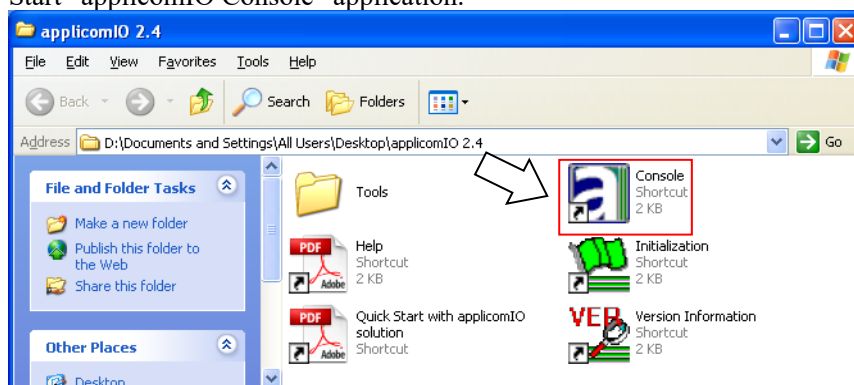 Start "applicomIO Console" application.
applicomIO 2.4
File Edit View Favorites Tools Help
Back Search Folders
Address D:\Documents and Settings\All Users\Desktop\applicomIO 2.4 Go
File and Folder Tasks
Make a new folder
Publish this folder to
the Web
Share this folder
Other Places
Desktop
Tools
Console
Shortcut
2 KB
PDF
Adobe
Help
Shortcut
2 KB
Initialization
Shortcut
2 KB
PDF
Adobe
Quick Start with applicomIO
solution
Shortcut
VER
Version Information
Shortcut
2 KB